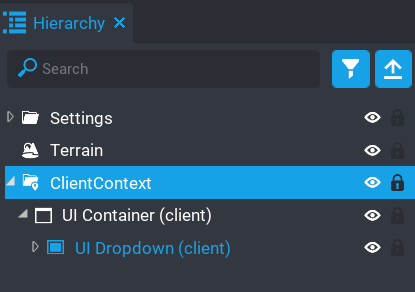 Hierarchy
Search
Settings
Terrain
ClientContext
UI Container (client)
UI Dropdown (client)